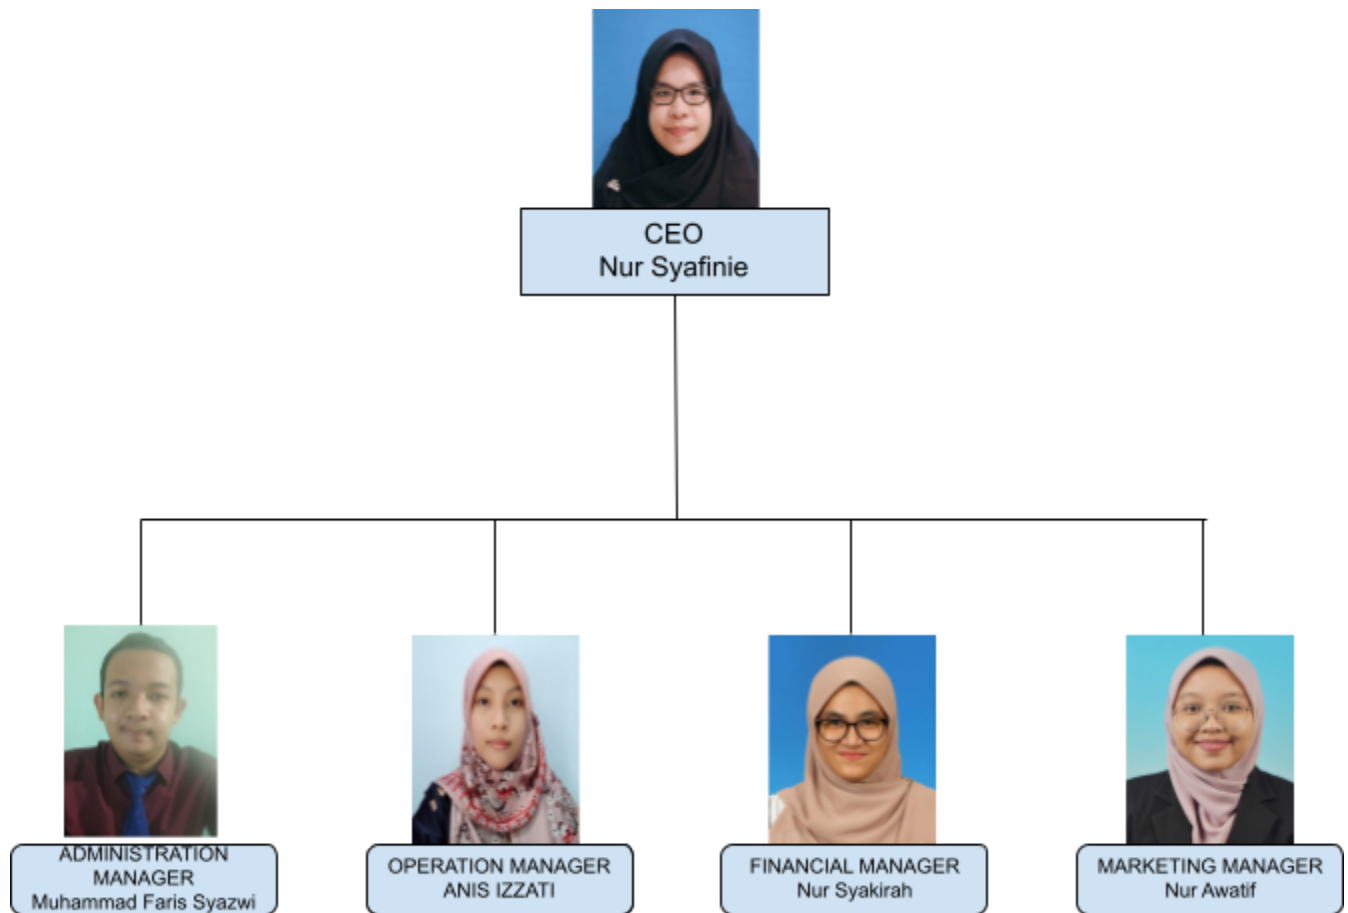 CEO
Nur Syafinie
ADMINISTRATION
MANAGER
Muhammad Faris Syazwi
OPERATION MANAGER
ANIS IZZATI
FINANCIAL MANAGER
Nur Syakirah
MARKETING MANAGER
Nur Awatif